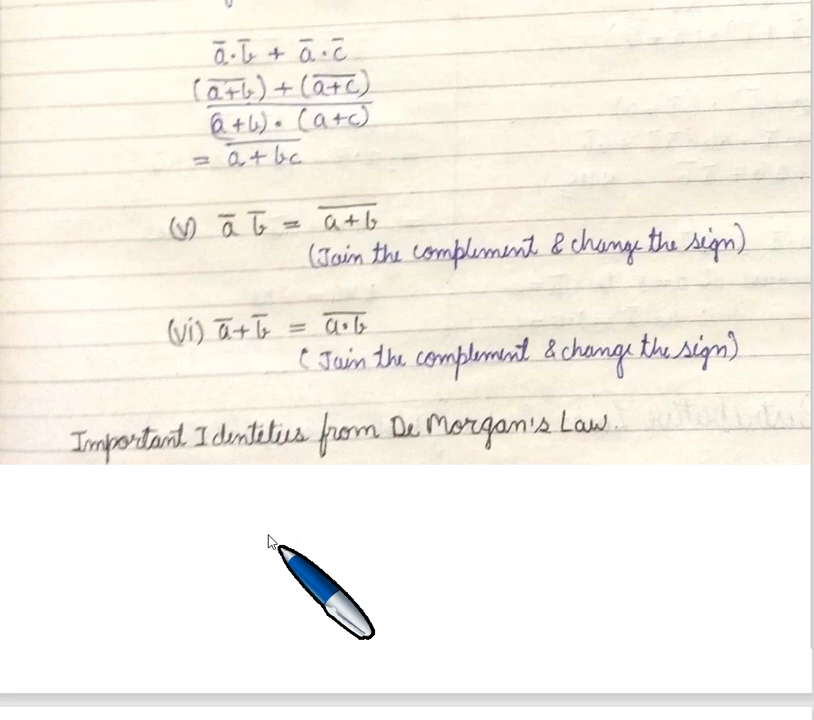 a̅·b̅ + a̅·c̅
(a̅+̅b̅) + (a̅+̅c̅)
(a+b)·(a+c)
= a̅+̅b̅c̅
(v) a̅ b̅ = a̅+̅b̅
(Join the complement & change the sign)
(vi) a̅+b̅ = a̅·̅b̅
( Join the complement & change the sign)
Important Identities from De Morgan's Law.